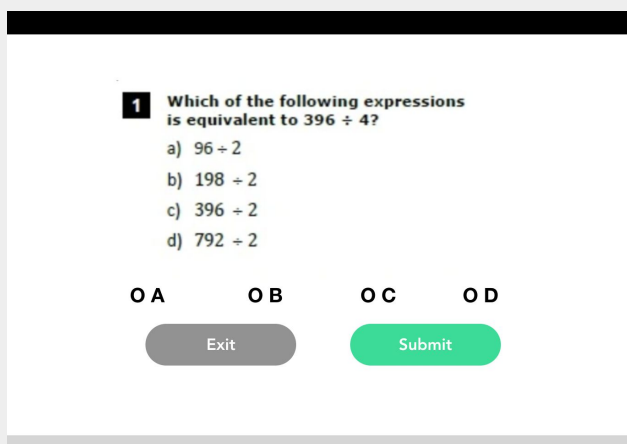 1 Which of the following expressions
is equivalent to 396 ÷ 4?
a) 96 ÷ 2
b) 198 ÷ 2
c) 396 ÷ 2
d) 792 ÷ 2
O A O B O C O D
Exit Submit